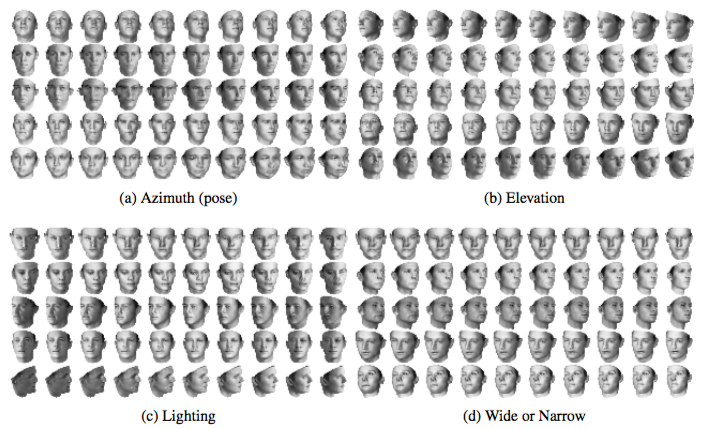 (a) Azimuth (pose)
(b) Elevation
(c) Lighting
(d) Wide or Narrow